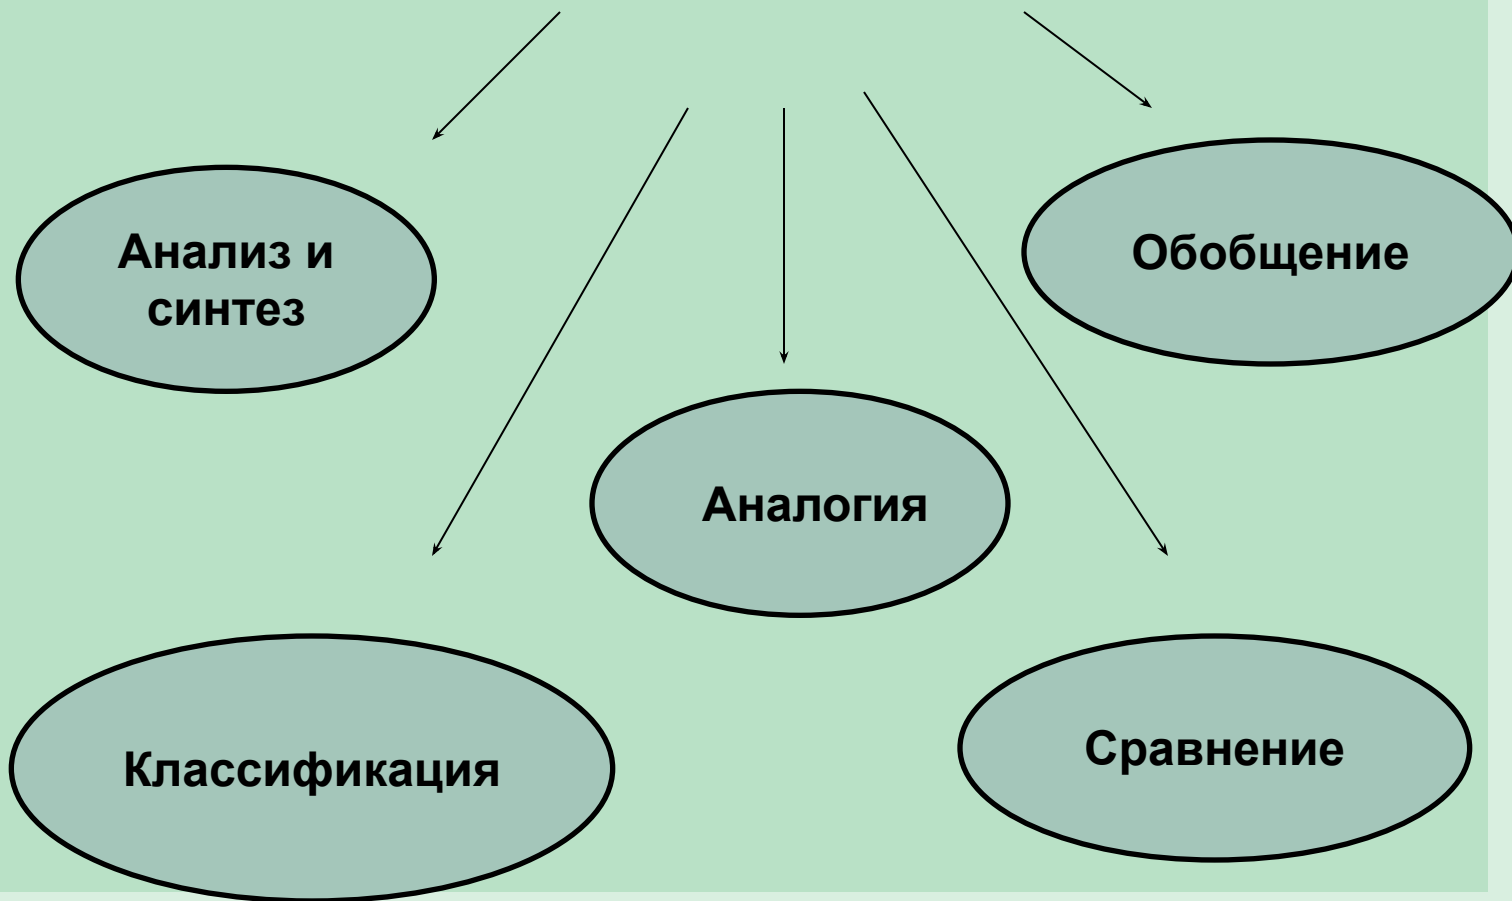 Анализ и
синтез
Обобщение
Аналогия
Классификация
Сравнение